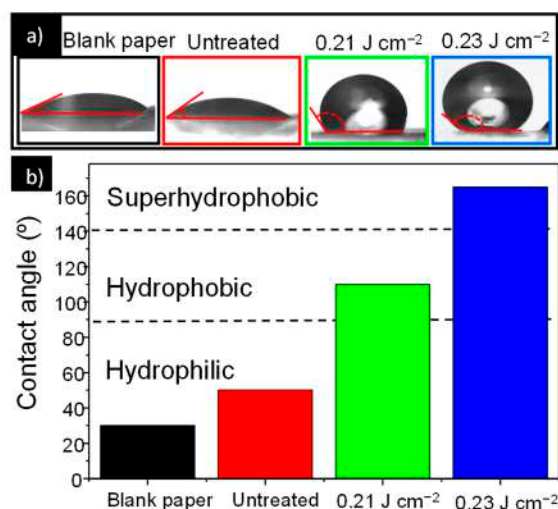 a)
Blank paper Untreated 0.21 J cm⁻² 0.23 J cm⁻²
b)
Contact angle (º)
160
140
120
100
80
60
40
20
0
Superhydrophobic
Hydrophobic
Hydrophilic
Blank paper Untreated 0.21 J cm⁻² 0.23 J cm⁻²